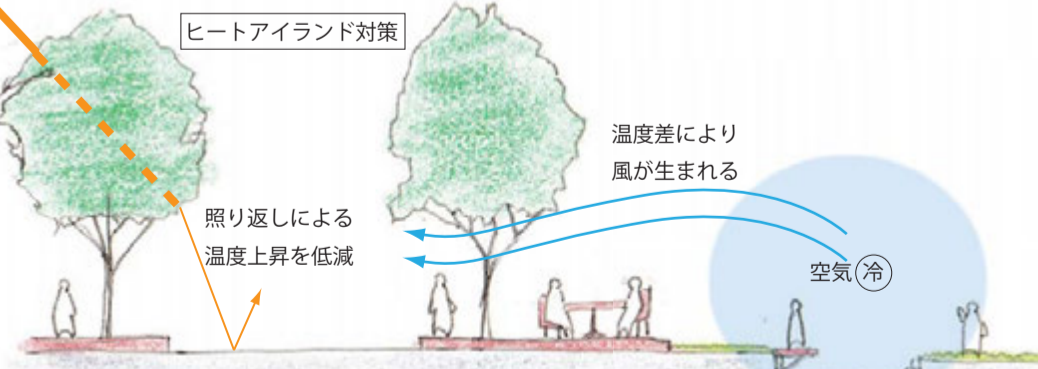 ヒートアイランド対策
温度差により
風が生まれる
照り返しによる
温度上昇を低減
空気 冷